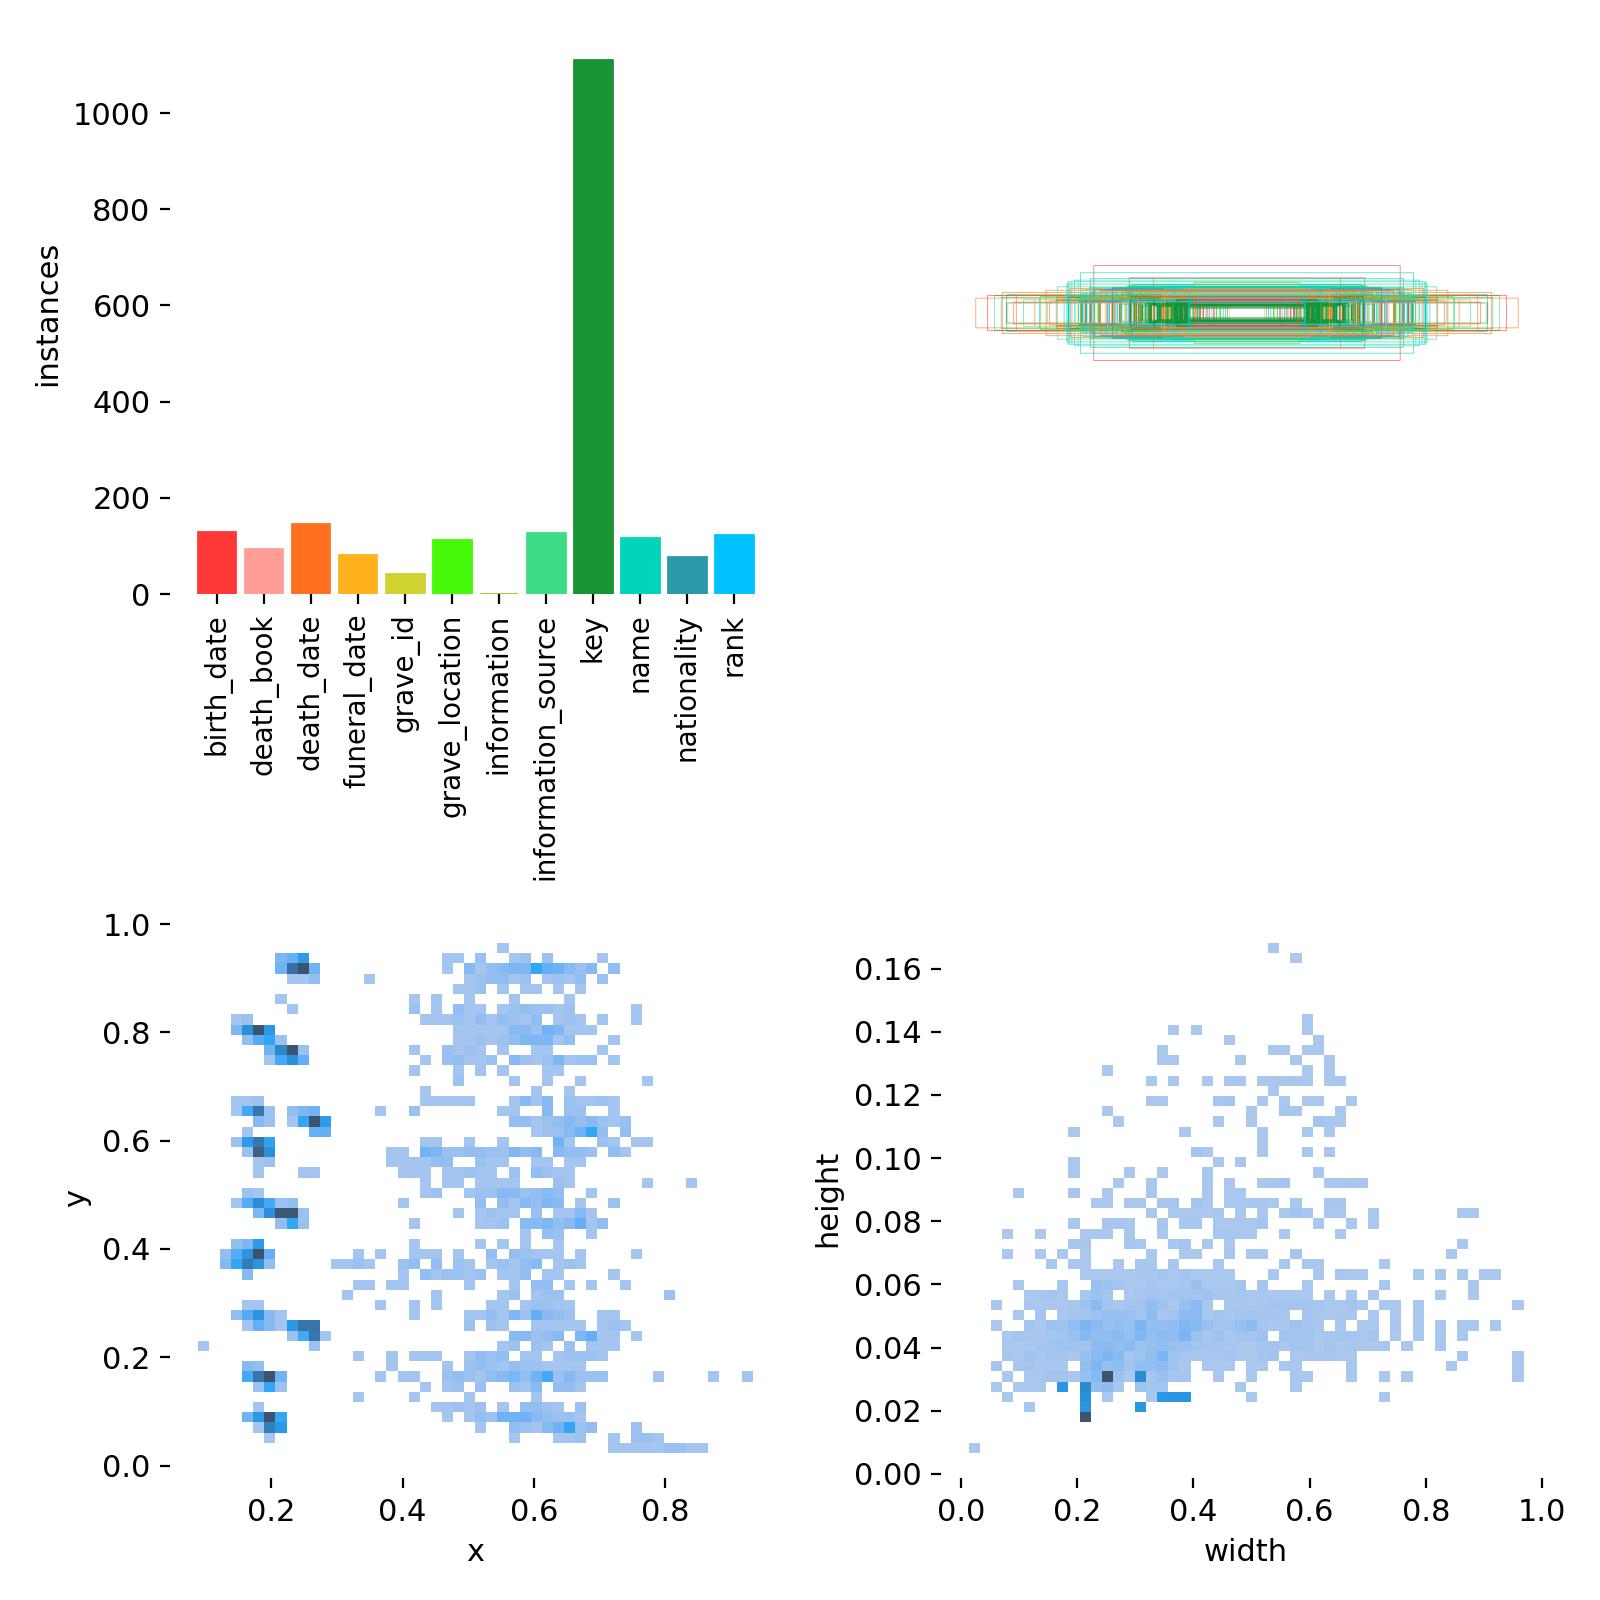 instances
1000
800
600
400
200
0
birth_date
death_book
death_date
funeral_date
grave_id
grave_location
information
information_source
key
name
nationality
rank
y
1.0
0.8
0.6
0.4
0.2
0.0
0.2 0.4 0.6 0.8
x
height
0.16
0.14
0.12
0.10
0.08
0.06
0.04
0.02
0.00
0.0 0.2 0.4 0.6 0.8 1.0
width